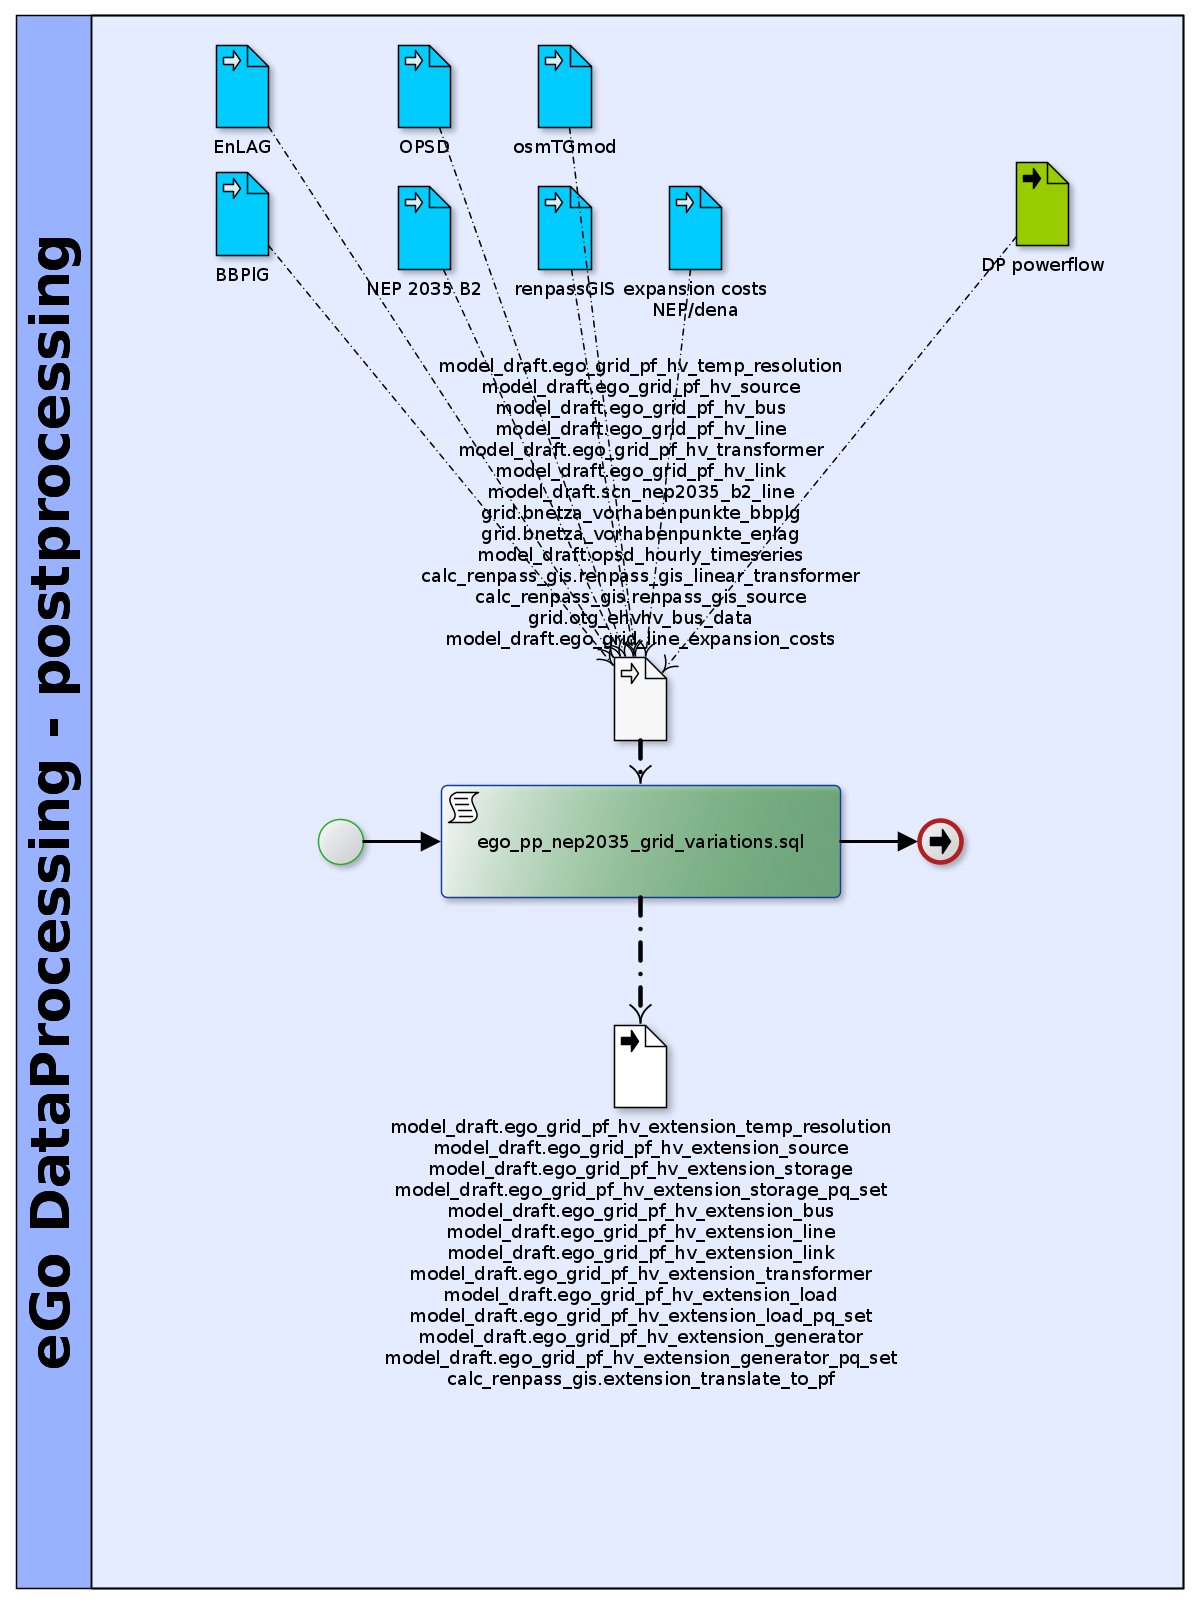 eGo DataProcessing - postprocessing
EnLAG
OPSD
osmTGmod
BBPlG
NEP 2035 B2
renpassGIS
expansion costs
NEP/dena
DP powerflow
model_draft.ego_grid_pf_hv_temp_resolution
model_draft.ego_grid_pf_hv_source
model_draft.ego_grid_pf_hv_bus
model_draft.ego_grid_pf_hv_line
model_draft.ego_grid_pf_hv_transformer
model_draft.ego_grid_pf_hv_link
model_draft.scn_nep2035_b2_line
grid.bnetza_vorhabenpunkte_bbplg
grid.bnetza_vorhabenpunkte_enlag
model_draft.opsd_hourly_timeseries
calc_renpass_gis.renpass_gis_linear_transformer
calc_renpass_gis.renpass_gis_source
grid.otg_ehvhv_bus_data
model_draft.ego_grid_line_expansion_costs
ego_pp_nep2035_grid_variations.sql
model_draft.ego_grid_pf_hv_extension_temp_resolution
model_draft.ego_grid_pf_hv_extension_source
model_draft.ego_grid_pf_hv_extension_storage
model_draft.ego_grid_pf_hv_extension_storage_pq_set
model_draft.ego_grid_pf_hv_extension_bus
model_draft.ego_grid_pf_hv_extension_line
model_draft.ego_grid_pf_hv_extension_link
model_draft.ego_grid_pf_hv_extension_transformer
model_draft.ego_grid_pf_hv_extension_load
model_draft.ego_grid_pf_hv_extension_load_pq_set
model_draft.ego_grid_pf_hv_extension_generator
model_draft.ego_grid_pf_hv_extension_generator_pq_set
calc_renpass_gis.extension_translate_to_pf